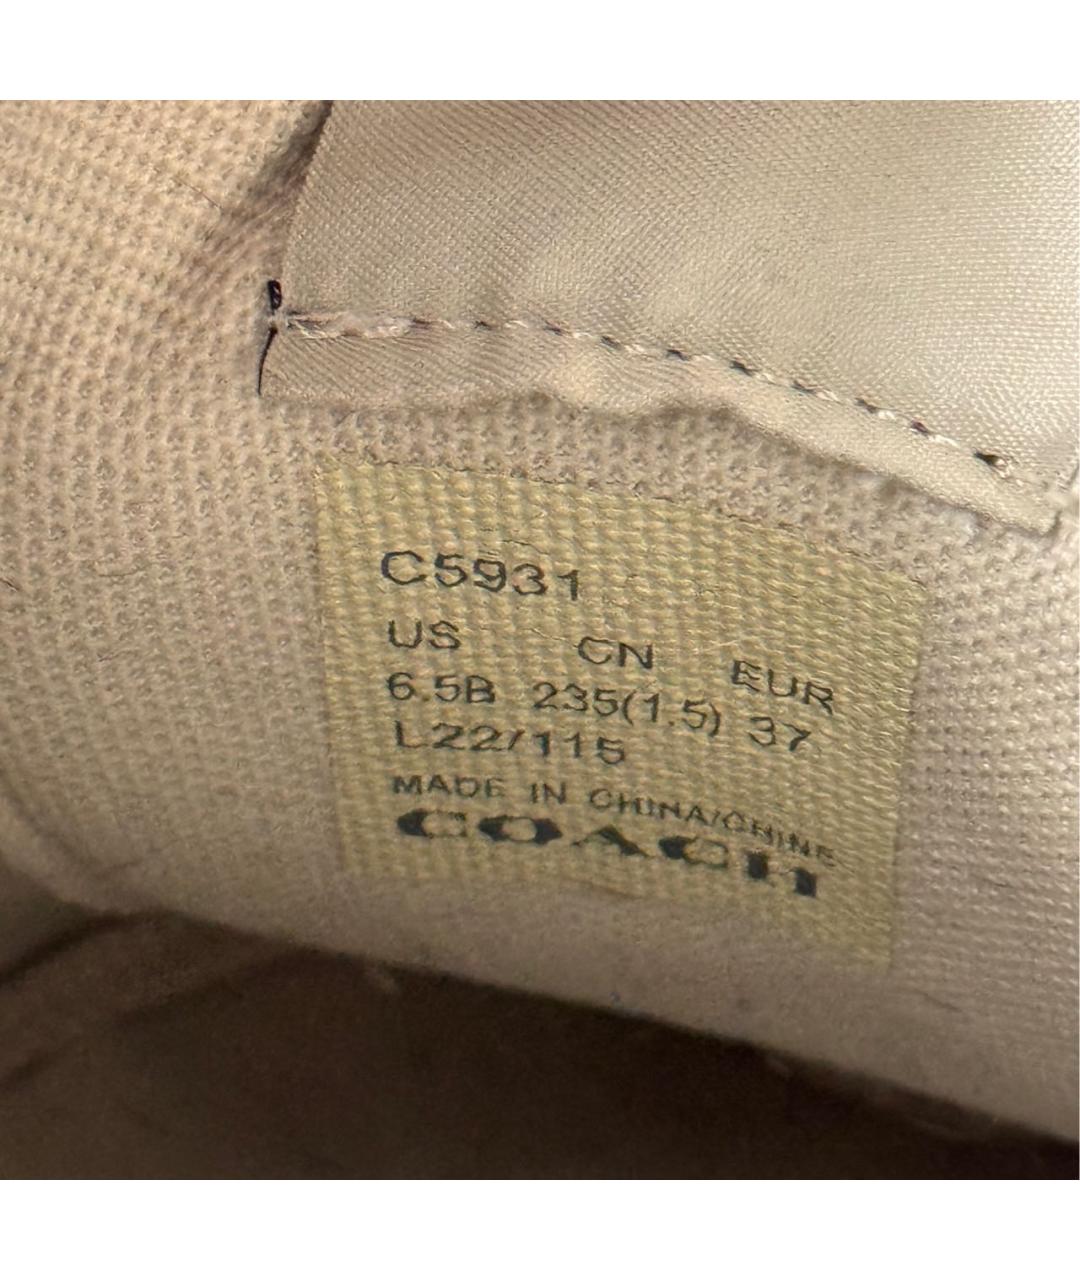 C5931
US CN EUR
6.5B 235(1.5) 37
L22/115
MADE IN CHINA/CHINE
COACH